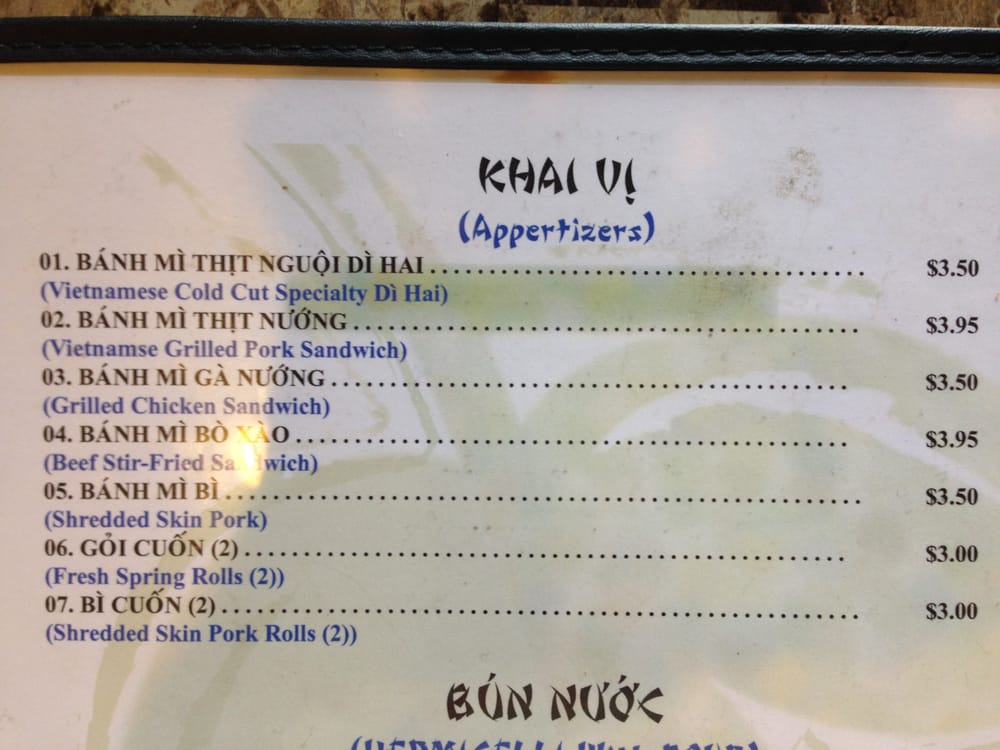 KHAI VỊ
(Appertizers)
01. BÁNH MÌ THỊT NGUỘI DÌ HAI ........................................ $3.50
(Vietnamese Cold Cut Specialty Dì Hai)
02. BÁNH MÌ THỊT NƯỚNG ............................................... $3.95
(Vietnamse Grilled Pork Sandwich)
03. BÁNH MÌ GÀ NƯỚNG ................................................ $3.50
(Grilled Chicken Sandwich)
04. BÁNH MÌ BÒ XÀO ................................................... $3.95
(Beef Stir-Fried Sandwich)
05. BÁNH MÌ BÌ .......................................................... $3.50
(Shredded Skin Pork)
06. GỎI CUỐN (2) ....................................................... $3.00
(Fresh Spring Rolls (2))
07. BÌ CUỐN (2) .......................................................... $3.00
(Shredded Skin Pork Rolls (2))
BÚN NƯỚC